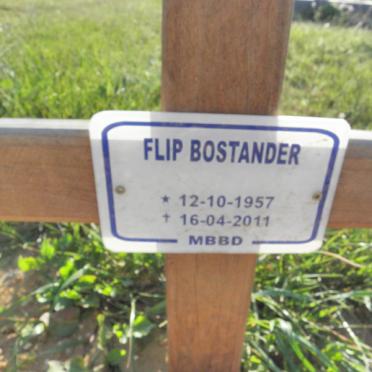 FLIP BOSTANDER
★ 12-10-1957
† 16-04-2011
MBBD